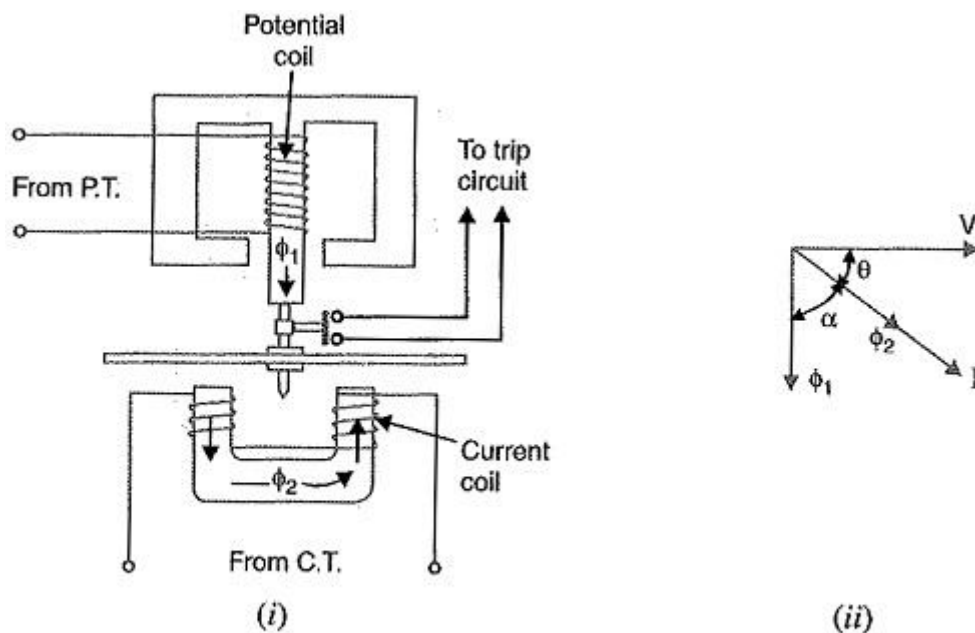 Potential
coil
From P.T.
To trip
circuit
ϕ1
V
θ
α
ϕ2
I
ϕ1
ϕ2
Current
coil
From C.T.
(i)
(ii)